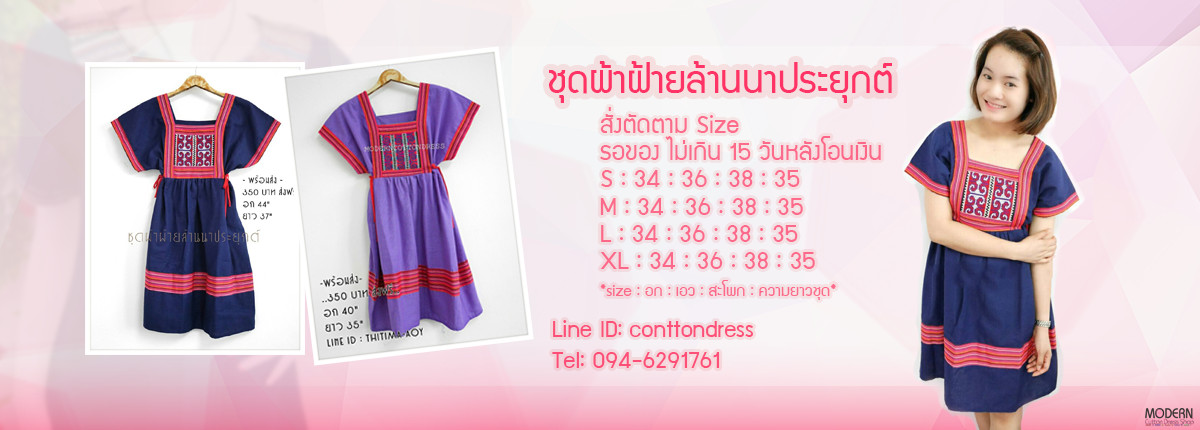 - พร้อมส่ง -
350 บาท ส่งฟรี
อก 44"
ยาว 37"
ชุดผ้าฝ้ายล้านนาประยุกต์
MODERNCOTTONDRESS
-พร้อมส่ง-
..350 บาท
อก 40"
ยาว 35"
LINE ID : THITIMA AOY
ชุดผ้าฝ้ายล้านนาประยุกต์
สั่งตัดตาม Size
รอของ ไม่เกิน 15 วันหลังโอนเงิน
S : 34 : 36 : 38 : 35
M : 34 : 36 : 38 : 35
L : 34 : 36 : 38 : 35
XL : 34 : 36 : 38 : 35
*size : อก : เอว : สะโพก : ความยาวชุด*
Line ID: conttondress
Tel: 094-6291761
MODERN